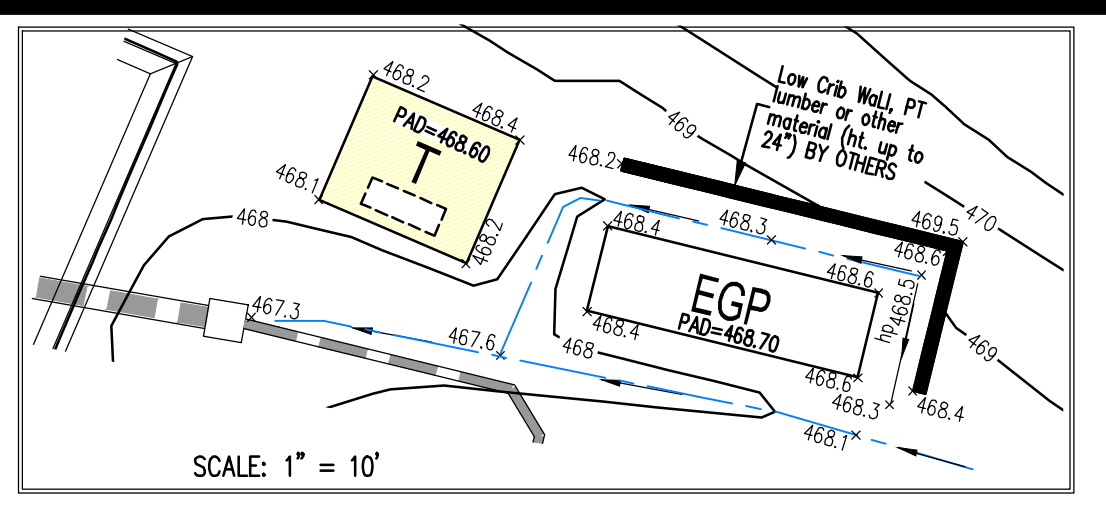 468.2
468.4
PAD=468.60
T
468.1
468.2
468
469
Low Crib WaLl, PT
lumber or other
material (ht. up to
24") BY OTHERS
470
469
468.2
468.3
469.5
468.6
468.5
hp
468.4
468.6
EGP
PAD=468.70
468.4
468.6
468.3
468.4
467.3
467.6
468
468.1
SCALE: 1" = 10'